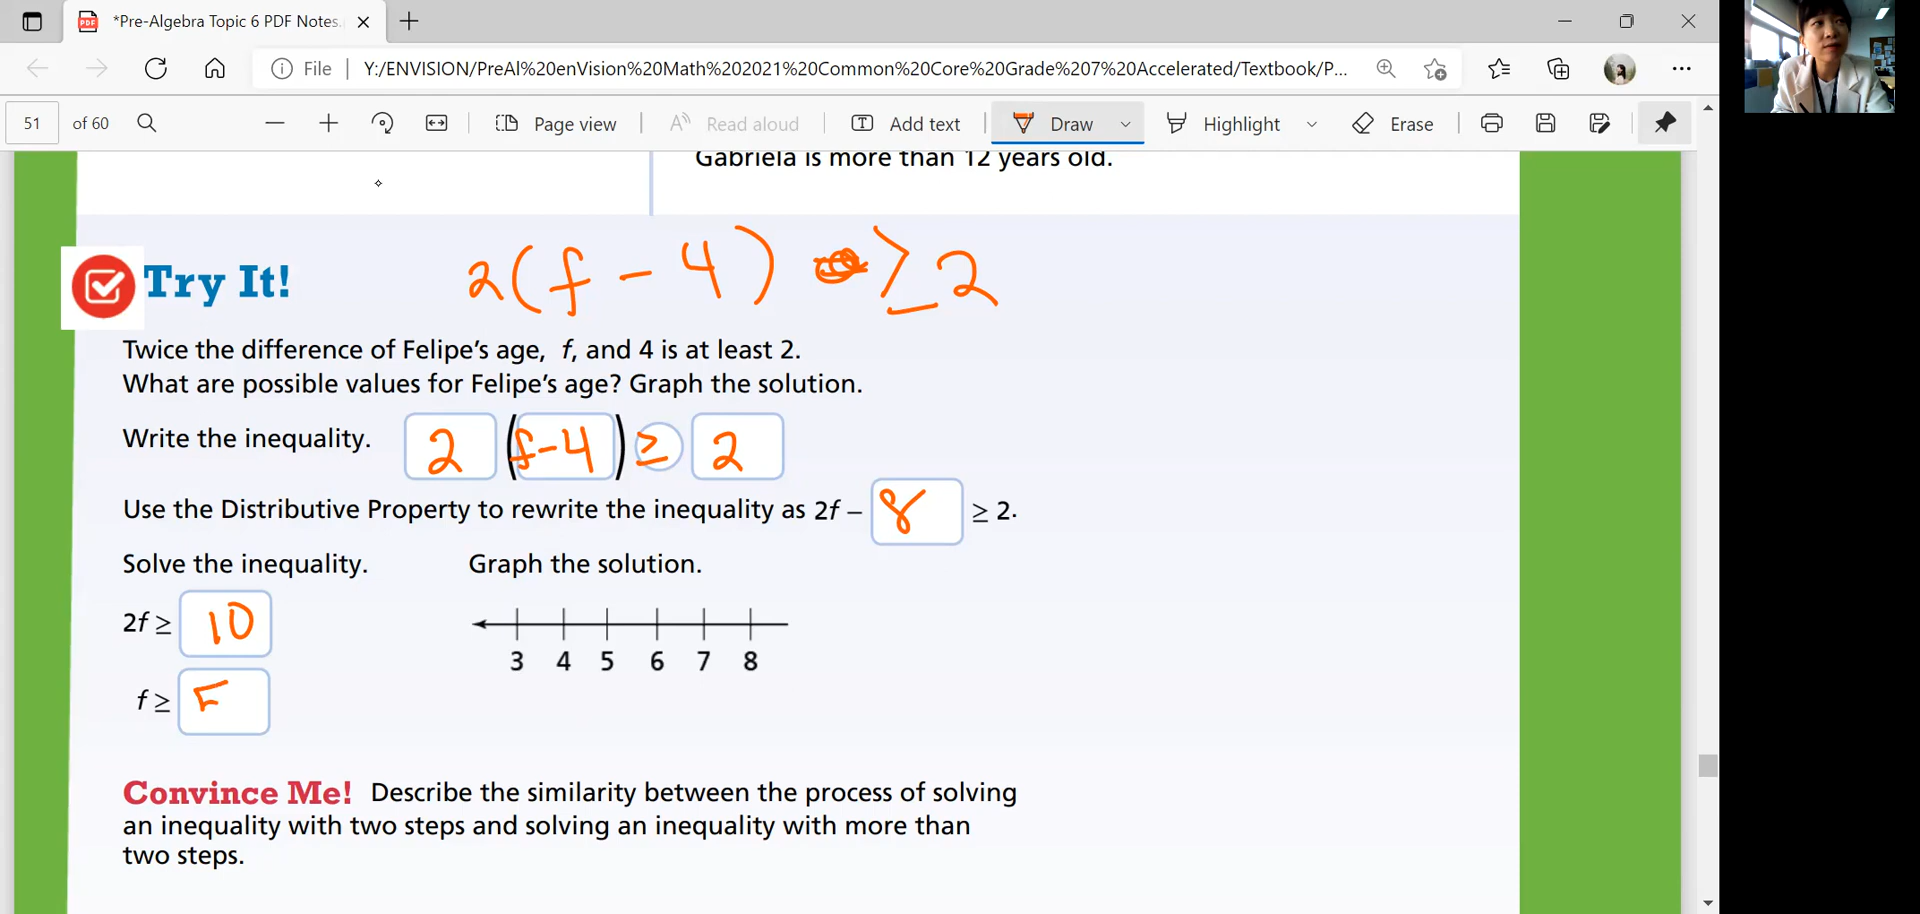 *Pre-Algebra Topic 6 PDF Notes.
File Y:/ENVISION/PreAl%20enVision%20Math%202021%20Common%20Core%20Grade%207%20Accelerated/Textbook/P...
51 of 60 Page view Read aloud Add text Draw Highlight Erase
Gabriela is more than 12 years old.
2(f - 4) ≥ 2
Try It!
Twice the difference of Felipe's age, f, and 4 is at least 2.
What are possible values for Felipe's age? Graph the solution.
Write the inequality. 2 (f-4) ≥ 2
Use the Distributive Property to rewrite the inequality as 2f – 8 ≥ 2.
Solve the inequality. Graph the solution.
2f ≥ 10
3 4 5 6 7 8
f ≥ 5
Convince Me! Describe the similarity between the process of solving
an inequality with two steps and solving an inequality with more than
two steps.